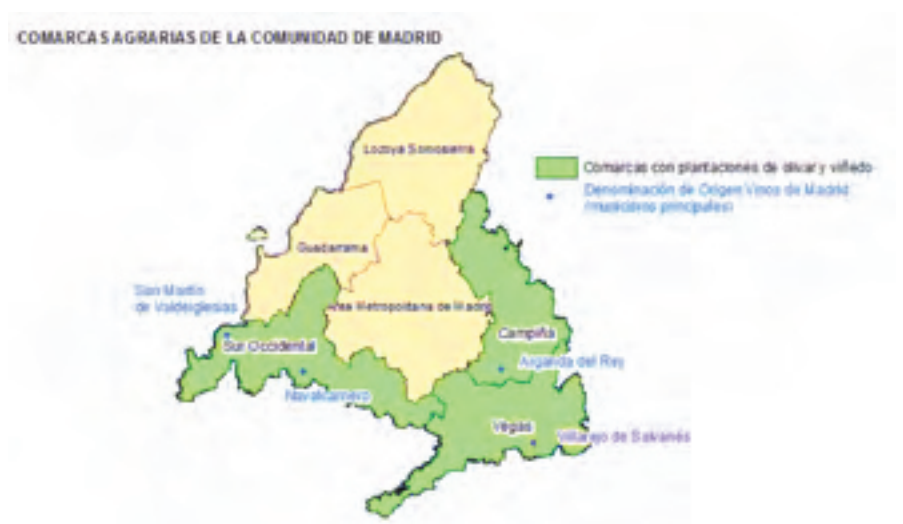 COMARCAS AGRARIAS DE LA COMUNIDAD DE MADRID
Lozoya Somosierra
Comarcas con plantaciones de olivar y viñedo
Denominación de Origen Vinos de Madrid
(municipios principales)
Guadarrama
San Martín
de Valdeiglesias
Área Metropolitana de Madrid
Campiña
Sur Occidental
Arganda del Rey
Navalcarnero
Vegas
Villarejo de Salvanés